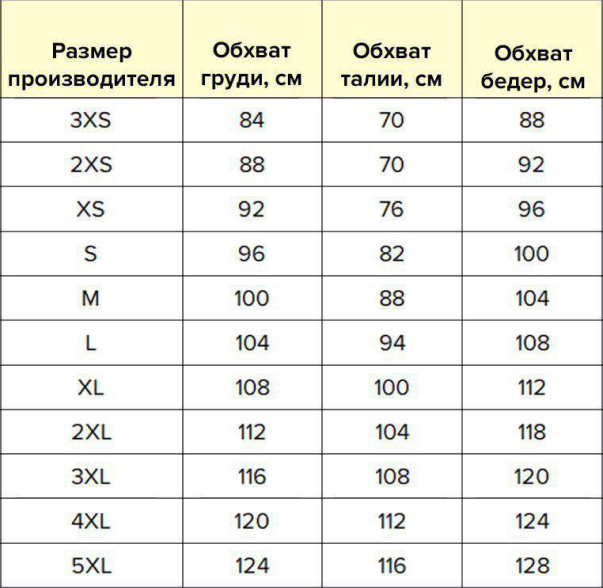 Размер производителя | Обхват груди, см | Обхват талии, см | Обхват бедер, см
3XS | 84 | 70 | 88
2XS | 88 | 70 | 92
XS | 92 | 76 | 96
S | 96 | 82 | 100
M | 100 | 88 | 104
L | 104 | 94 | 108
XL | 108 | 100 | 112
2XL | 112 | 104 | 118
3XL | 116 | 108 | 120
4XL | 120 | 112 | 124
5XL | 124 | 116 | 128